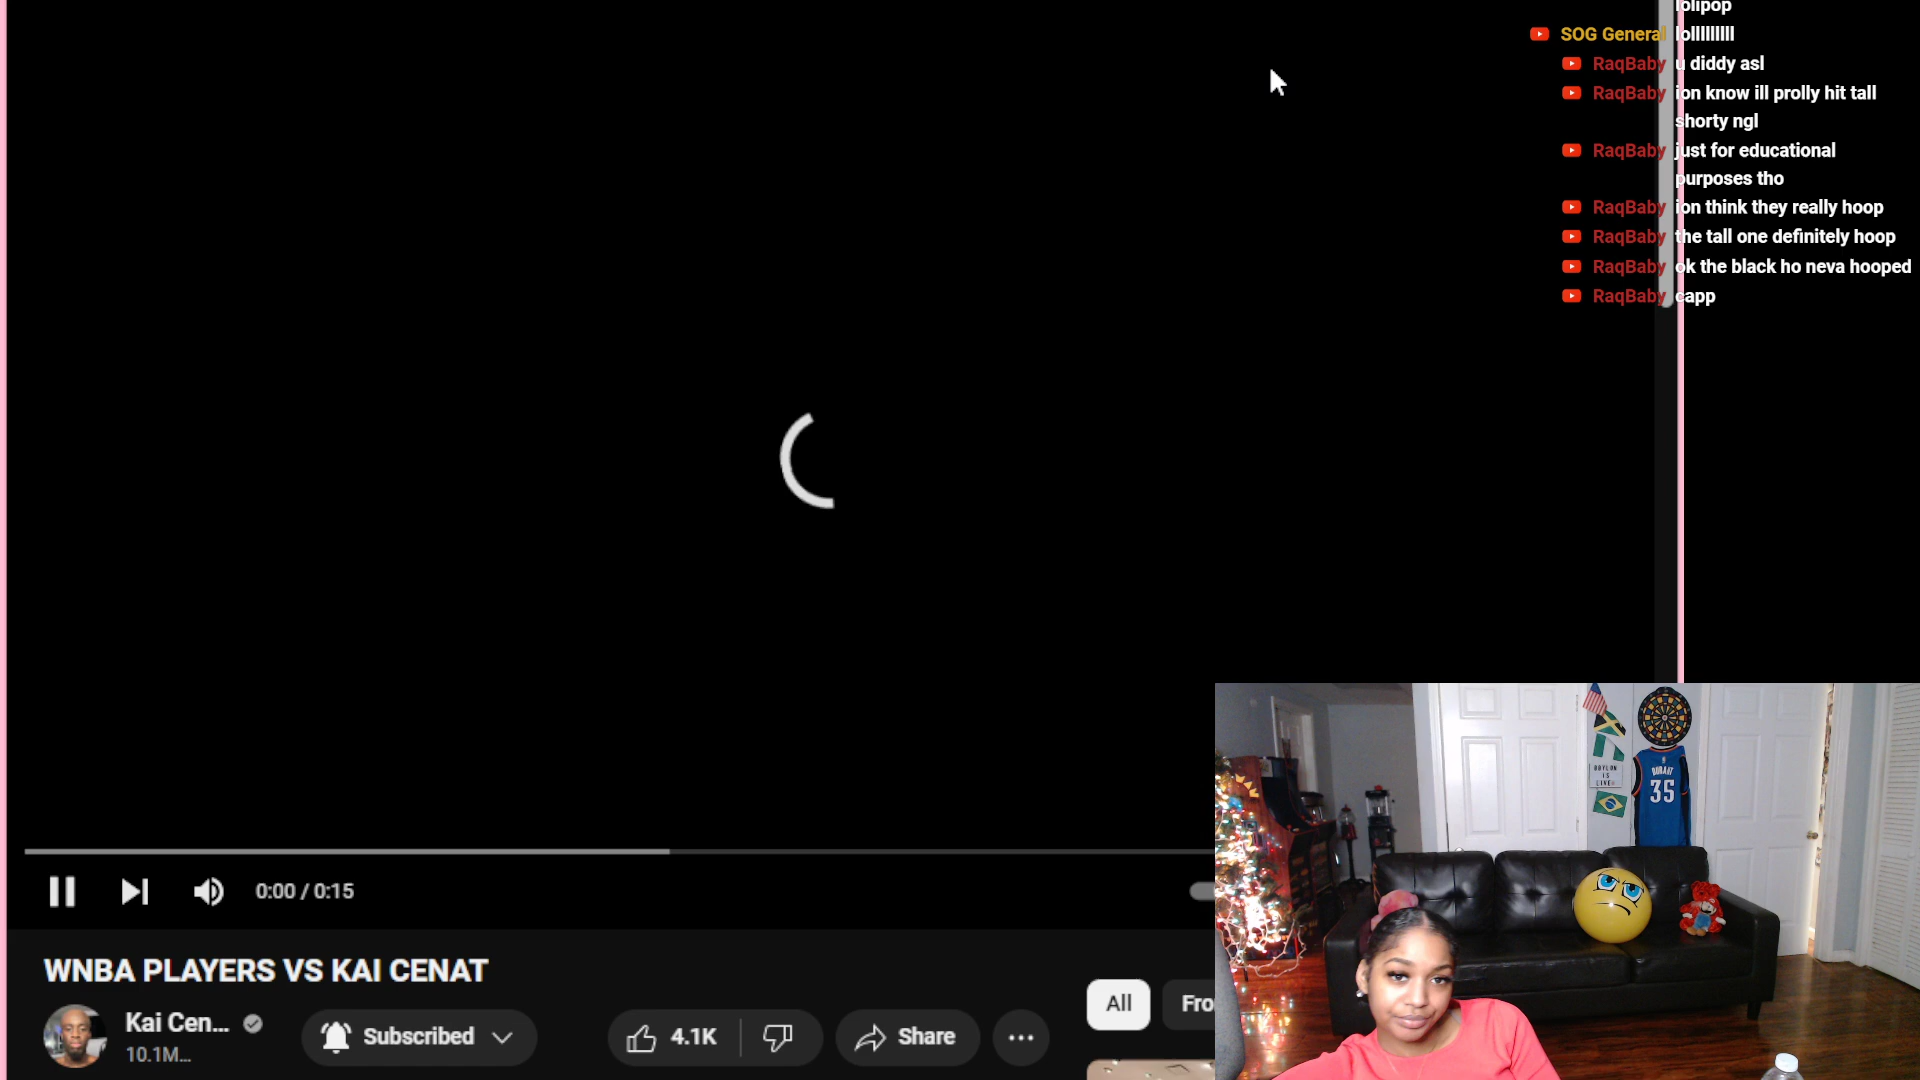 lolipop
SOG General lolllllllll
RaqBaby u diddy asl
RaqBaby ion know ill prolly hit tall
shorty ngl
RaqBaby just for educational
purposes tho
RaqBaby ion think they really hoop
RaqBaby the tall one definitely hoop
RaqBaby ok the black ho neva hooped
RaqBaby capp
0:00 / 0:15
WNBA PLAYERS VS KAI CENAT
Kai Cen...
10.1M...
Subscribed
4.1K
Share
All
Fro
BBYLON
IS
LIVE
DURANT
35